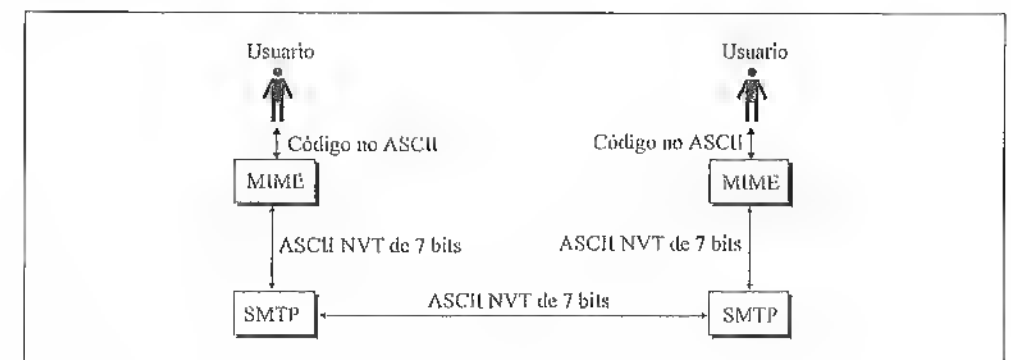 Usuario Usuario
Código no ASCII Código no ASCII
MIME MIME
ASCII NVT de 7 bits ASCII NVT de 7 bits
ASCII NVT de 7 bits
SMTP SMTP